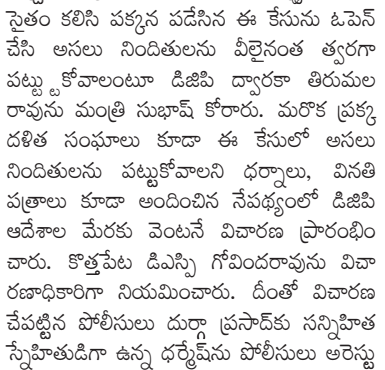 సైతం కలిసి పక్కన పడేసిన ఈ కేసును ఓపెన్
చేసి అసలు నిందితులను వీలైనంత త్వరగా
పట్ట్టుకోవాలంటూ డిజిపి ద్వారకా తిరుమల
రావును మంత్రి సుభాష్ కోరారు. మరొక ప్రక్క
దళిత సంఘాలు కూడా ఈ కేసులో అసలు
నిందితులను పట్టుకోవాలని ధర్నాలు, వినతి
పత్రాలు కూడా అందించిన నేపథ్యంలో డిజిపి
ఆదేశాల మేరకు వెంటనే విచారణ ప్రారంభిం
చారు. కొత్తపేట డిఎస్పి గోవిందరావును విచా
రణాధికారిగా నియమించారు. దీంతో విచారణ
చేపట్టిన పోలీసులు దుర్గా ప్రసాద్‌కు సన్నిహిత
స్నేహితుడిగా ఉన్న ధర్మేష్‌ను పోలీసులు అరెస్టు